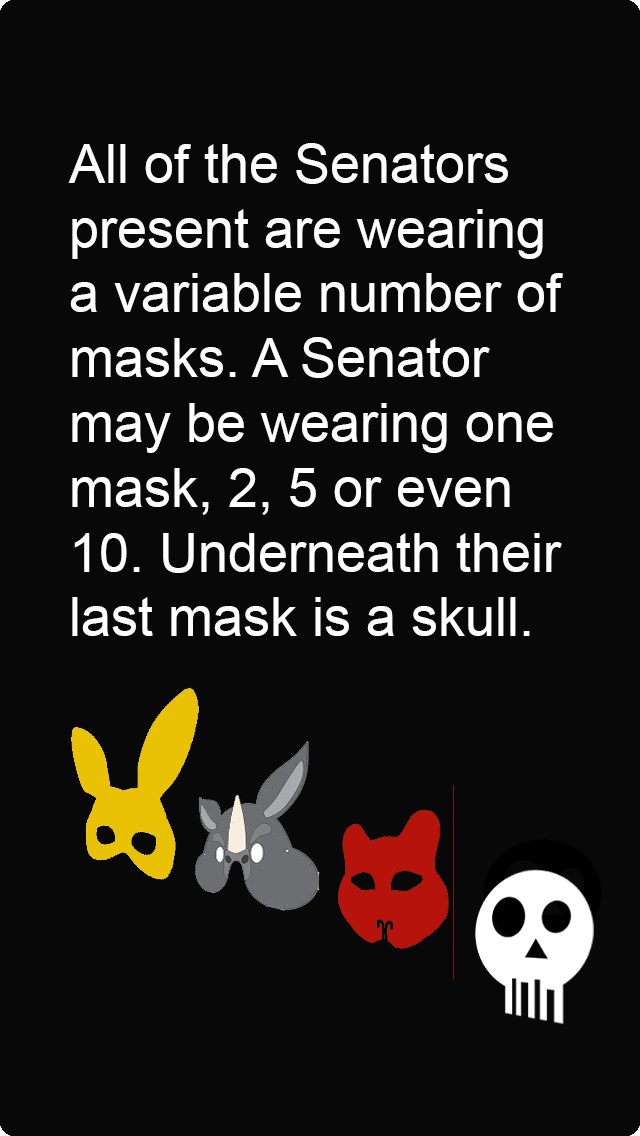 All of the Senators
present are wearing
a variable number of
masks. A Senator
may be wearing one
mask, 2, 5 or even
10. Underneath their
last mask is a skull.